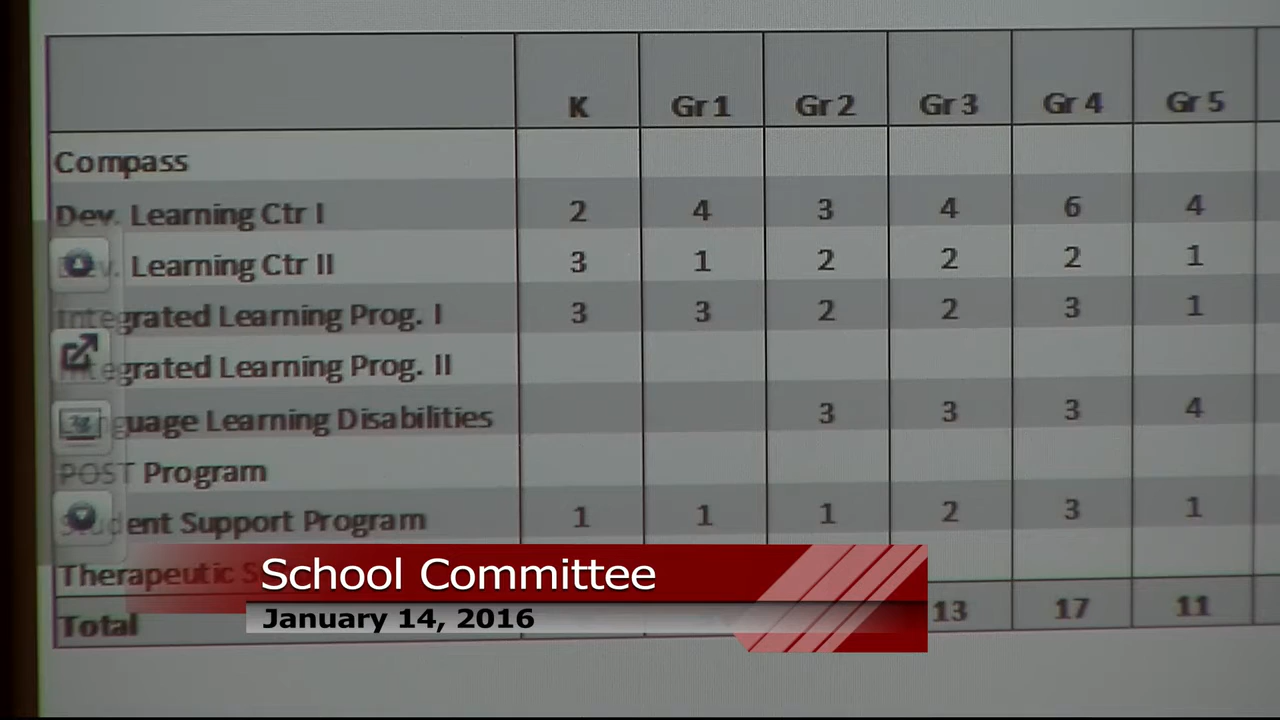 K Gr 1 Gr 2 Gr 3 Gr 4 Gr 5
Compass
Dev. Learning Ctr I 2 4 3 4 6 4
Dev. Learning Ctr II 3 1 2 2 2 1
Integrated Learning Prog. I 3 3 2 2 3 1
Integrated Learning Prog. II
Language Learning Disabilities 3 3 3 4
POST Program
Student Support Program 1 1 1 2 3 1
Therapeutic
Total 13 17 11
School Committee
January 14, 2016